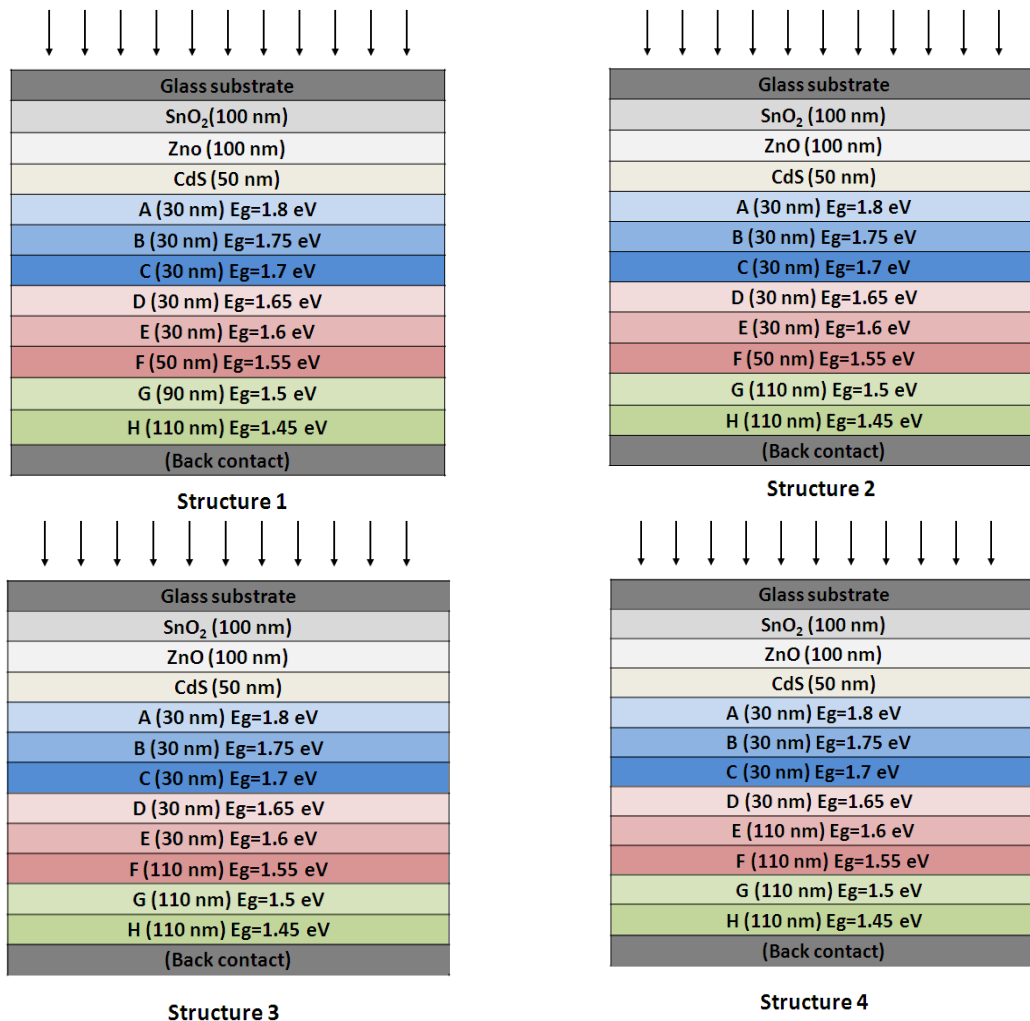 Glass substrate
SnO₂(100 nm)
Zno (100 nm)
CdS (50 nm)
A (30 nm) Eg=1.8 eV
B (30 nm) Eg=1.75 eV
C (30 nm) Eg=1.7 eV
D (30 nm) Eg=1.65 eV
E (30 nm) Eg=1.6 eV
F (50 nm) Eg=1.55 eV
G (90 nm) Eg=1.5 eV
H (110 nm) Eg=1.45 eV
(Back contact)
Structure 1
Glass substrate
SnO₂ (100 nm)
ZnO (100 nm)
CdS (50 nm)
A (30 nm) Eg=1.8 eV
B (30 nm) Eg=1.75 eV
C (30 nm) Eg=1.7 eV
D (30 nm) Eg=1.65 eV
E (30 nm) Eg=1.6 eV
F (50 nm) Eg=1.55 eV
G (110 nm) Eg=1.5 eV
H (110 nm) Eg=1.45 eV
(Back contact)
Structure 2
Glass substrate
SnO₂ (100 nm)
ZnO (100 nm)
CdS (50 nm)
A (30 nm) Eg=1.8 eV
B (30 nm) Eg=1.75 eV
C (30 nm) Eg=1.7 eV
D (30 nm) Eg=1.65 eV
E (30 nm) Eg=1.6 eV
F (110 nm) Eg=1.55 eV
G (110 nm) Eg=1.5 eV
H (110 nm) Eg=1.45 eV
(Back contact)
Structure 3
Glass substrate
SnO₂ (100 nm)
ZnO (100 nm)
CdS (50 nm)
A (30 nm) Eg=1.8 eV
B (30 nm) Eg=1.75 eV
C (30 nm) Eg=1.7 eV
D (30 nm) Eg=1.65 eV
E (110 nm) Eg=1.6 eV
F (110 nm) Eg=1.55 eV
G (110 nm) Eg=1.5 eV
H (110 nm) Eg=1.45 eV
(Back contact)
Structure 4